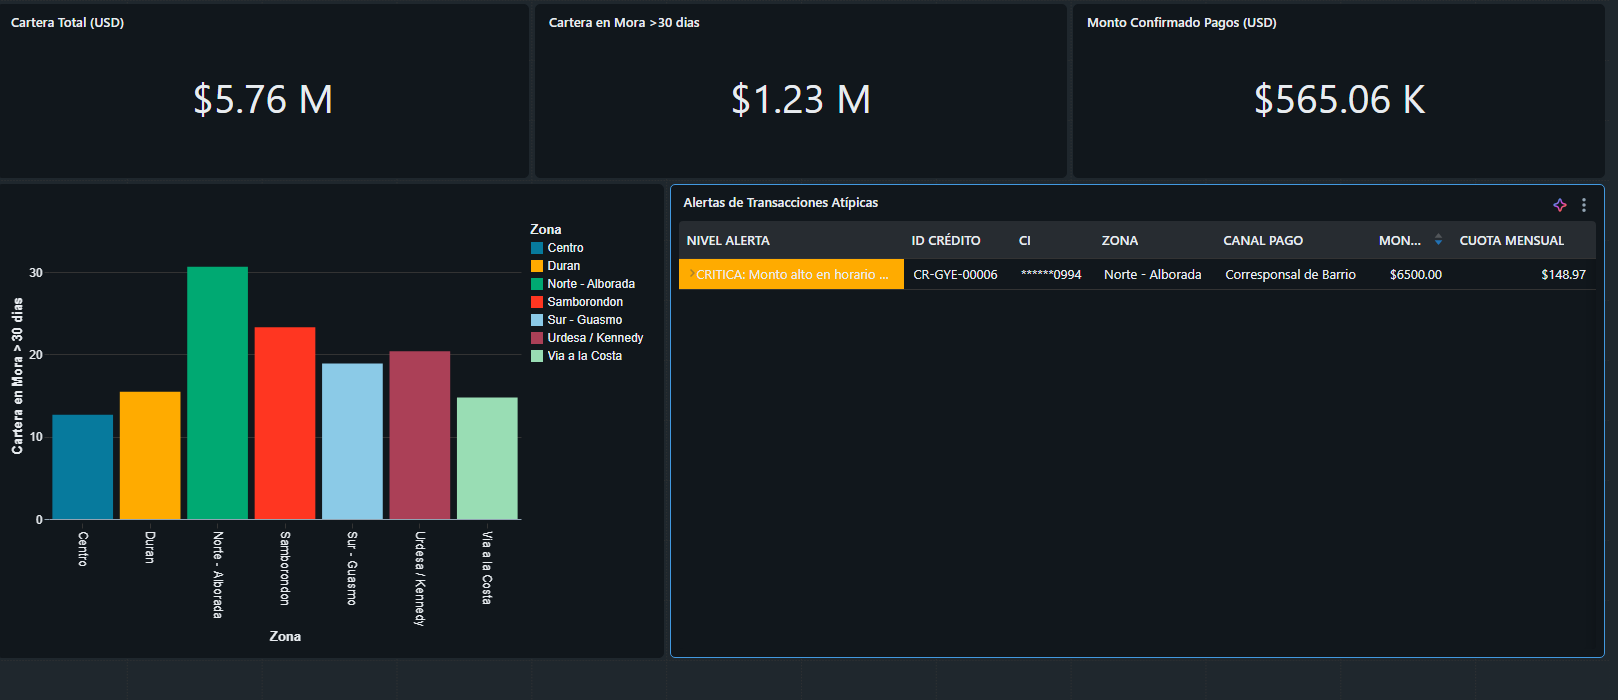 Cartera Total (USD)
$5.76 M
Cartera en Mora >30 dias
$1.23 M
Monto Confirmado Pagos (USD)
$565.06 K
Cartera en Mora > 30 dias
30
20
10
0
Centro
Duran
Norte - Alborada
Samborondon
Sur - Guasmo
Urdesa / Kennedy
Via a la Costa
Zona
Zona
Centro
Duran
Norte - Alborada
Samborondon
Sur - Guasmo
Urdesa / Kennedy
Via a la Costa
Alertas de Transacciones Atípicas
NIVEL ALERTA ID CRÉDITO CI ZONA CANAL PAGO MON... CUOTA MENSUAL
CRITICA: Monto alto en horario ... CR-GYE-00006 ******0994 Norte - Alborada Corresponsal de Barrio $6500.00 $148.97